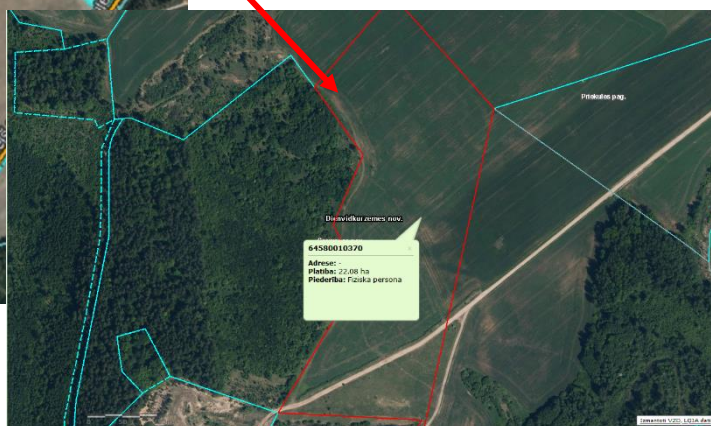 Priekules pag.
Dienvidkurzemes nov.
64580010370
Adrese: -
Platība: 22.08 ha
Piederība: Fiziska persona